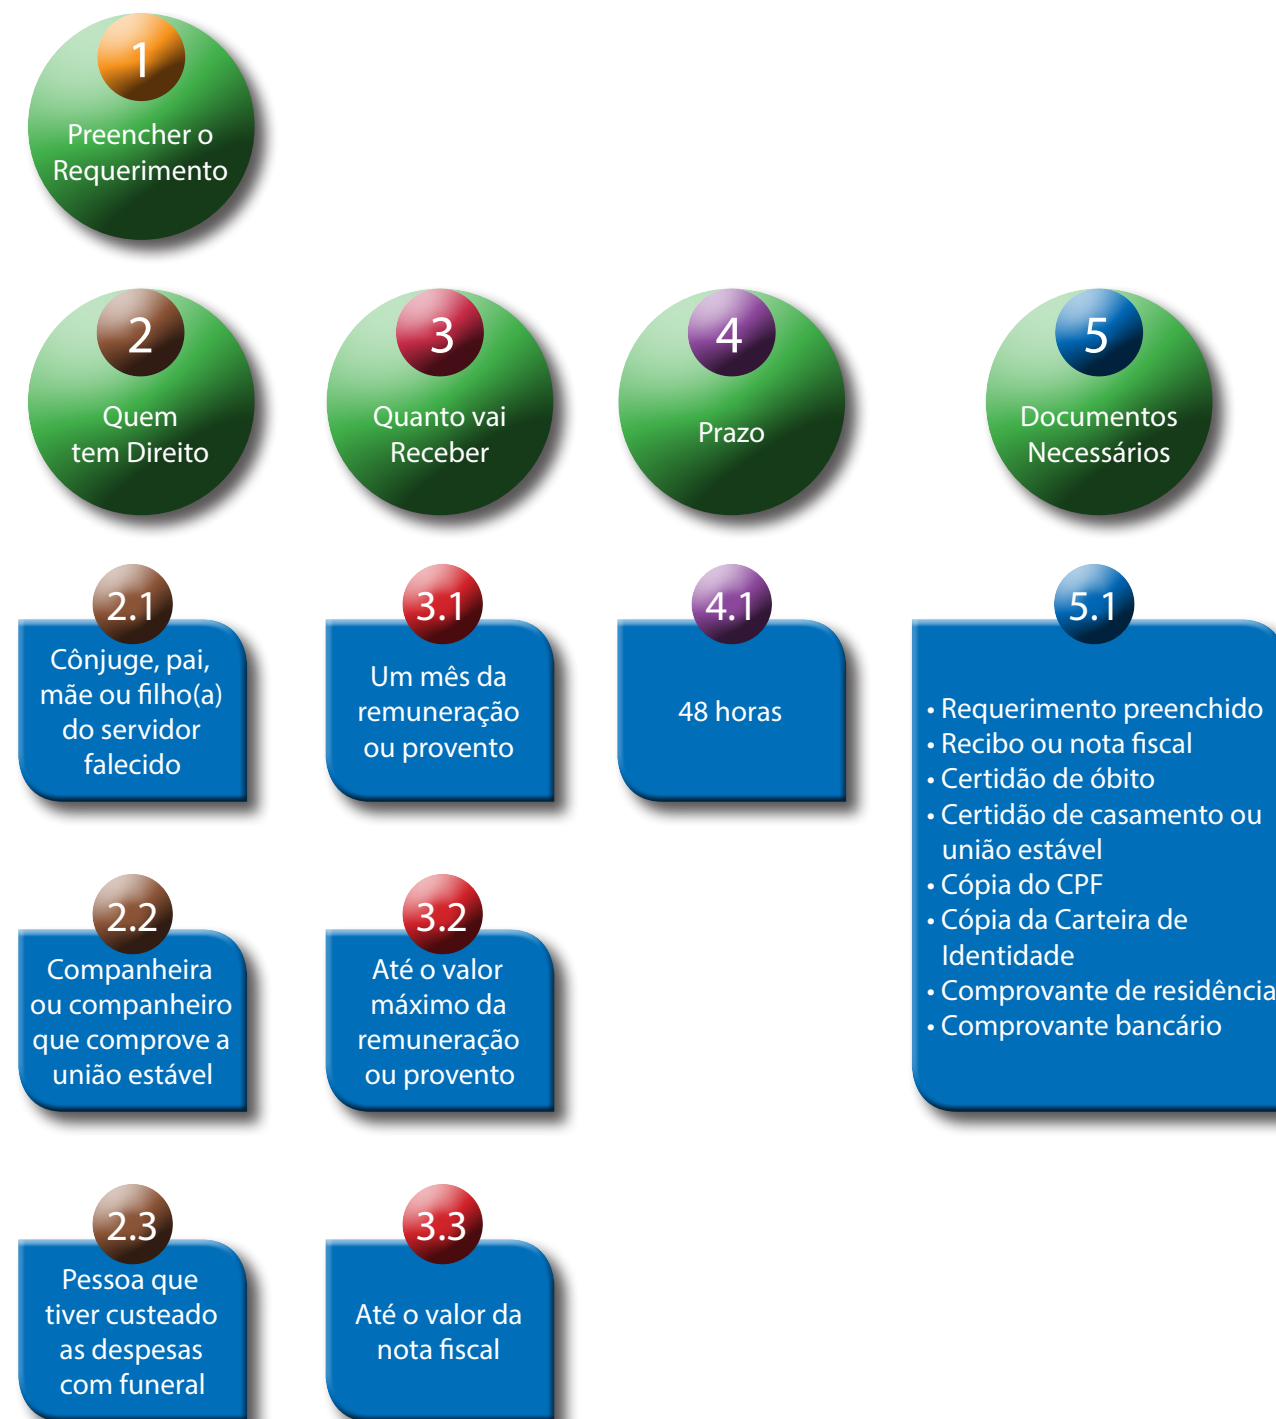 1
Preencher o
Requerimento
2
Quem
tem Direito
3
Quanto vai
Receber
4
Prazo
5
Documentos
Necessários
2.1
Cônjuge, pai,
mãe ou filho(a)
do servidor
falecido
3.1
Um mês da
remuneração
ou provento
4.1
48 horas
5.1
• Requerimento preenchido
• Recibo ou nota fiscal
• Certidão de óbito
• Certidão de casamento ou
união estável
• Cópia do CPF
• Cópia da Carteira de
Identidade
• Comprovante de residência
• Comprovante bancário
2.2
Companheira
ou companheiro
que comprove a
união estável
3.2
Até o valor
máximo da
remuneração
ou provento
2.3
Pessoa que
tiver custeado
as despesas
com funeral
3.3
Até o valor da
nota fiscal